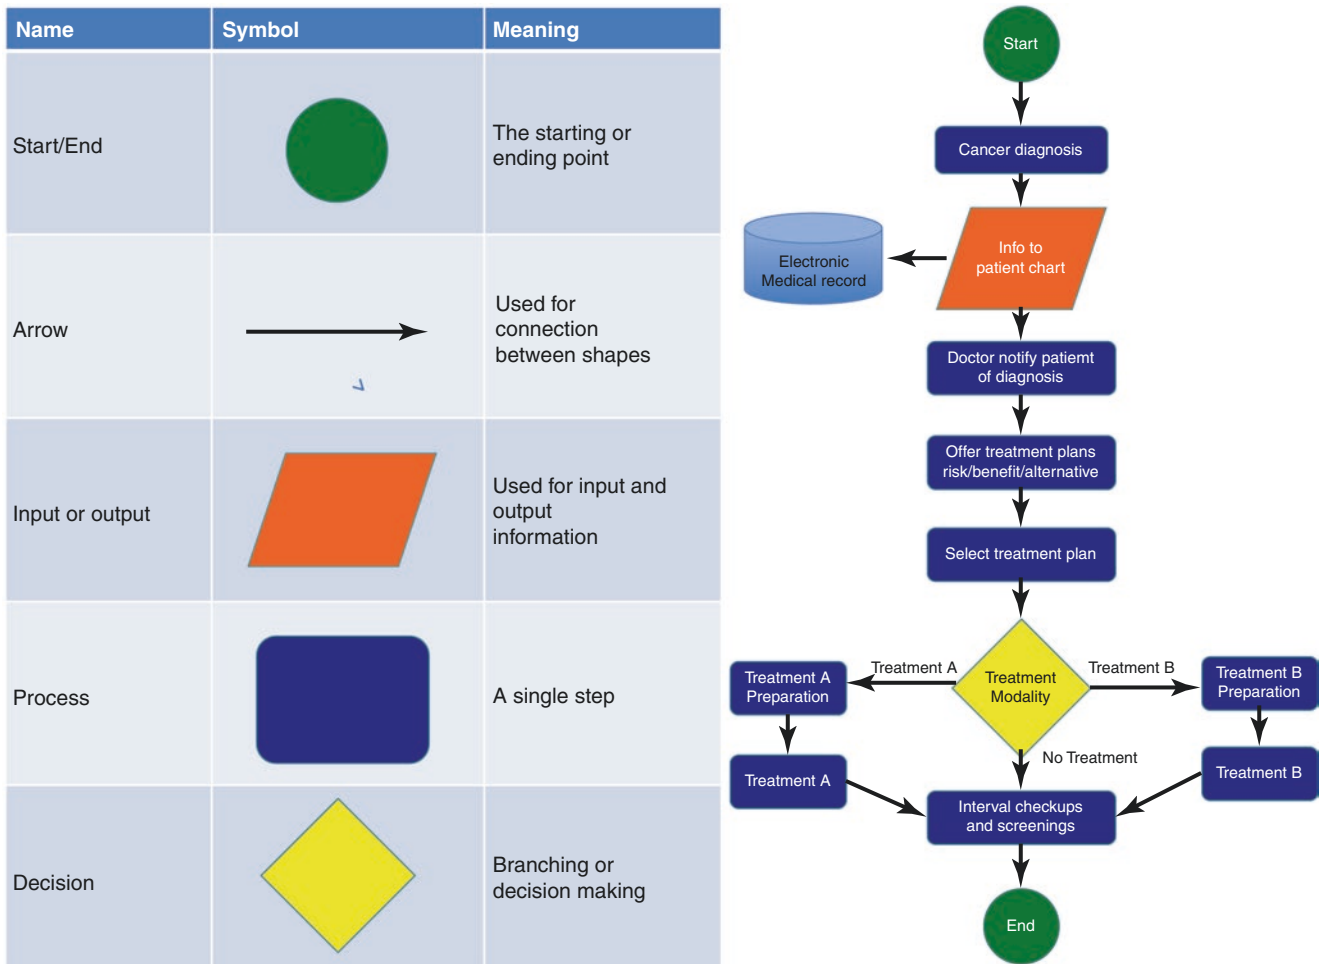 Name Symbol Meaning
Start/End
The starting or
ending point
Arrow
Used for
connection
between shapes
Input or output
Used for input and
output
information
Process
A single step
Decision
Branching or
decision making
Start
Cancer diagnosis
Info to
patient chart
Electronic
Medical record
Doctor notify patiemt
of diagnosis
Offer treatment plans
risk/benefit/alternative
Select treatment plan
Treatment
Modality
Treatment A
Treatment B
No Treatment
Treatment A
Preparation
Treatment A
Treatment B
Preparation
Treatment B
Interval checkups
and screenings
End